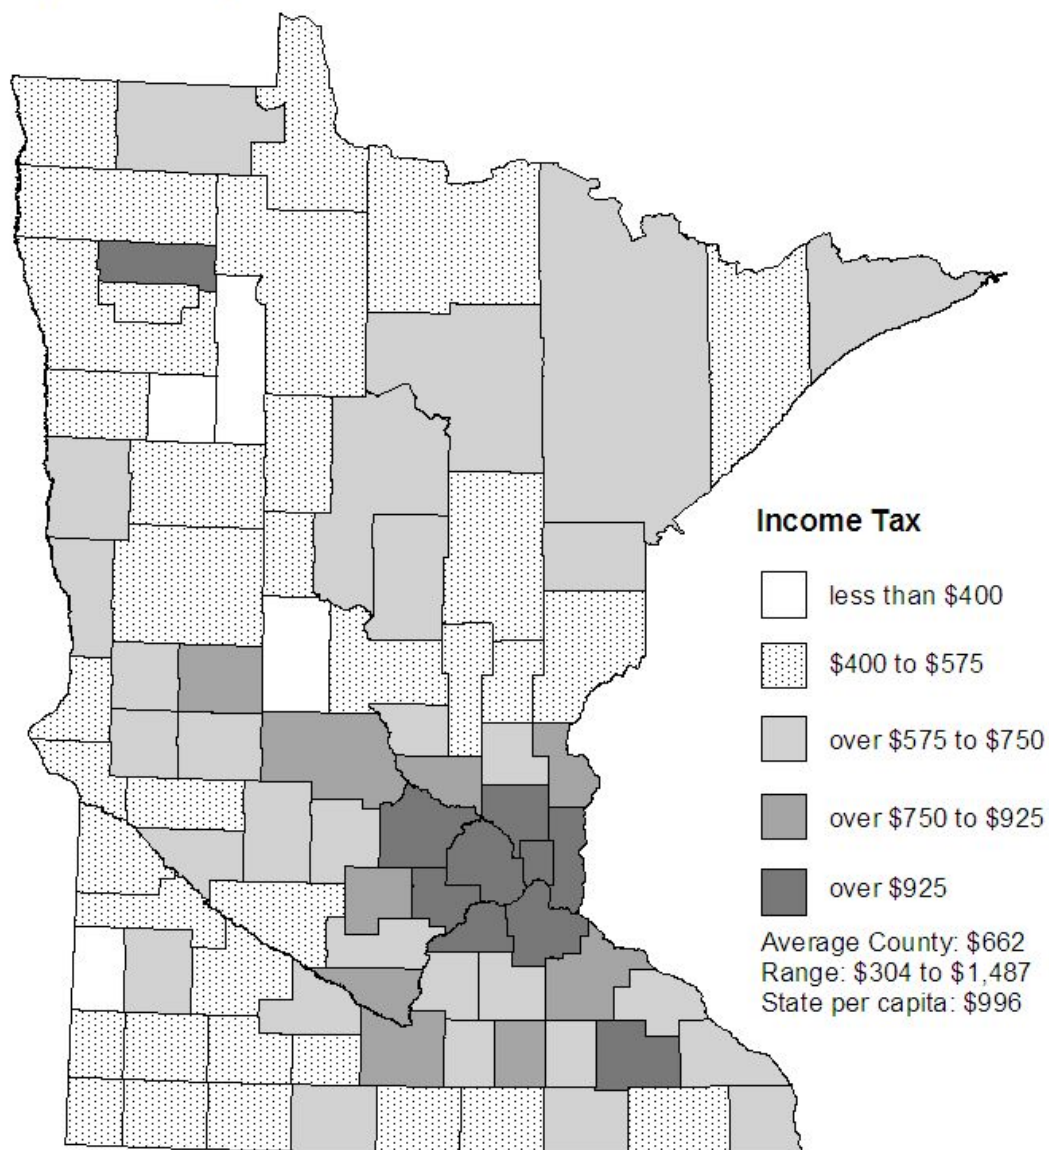 Income Tax
less than $400
$400 to $575
over $575 to $750
over $750 to $925
over $925
Average County: $662
Range: $304 to $1,487
State per capita: $996